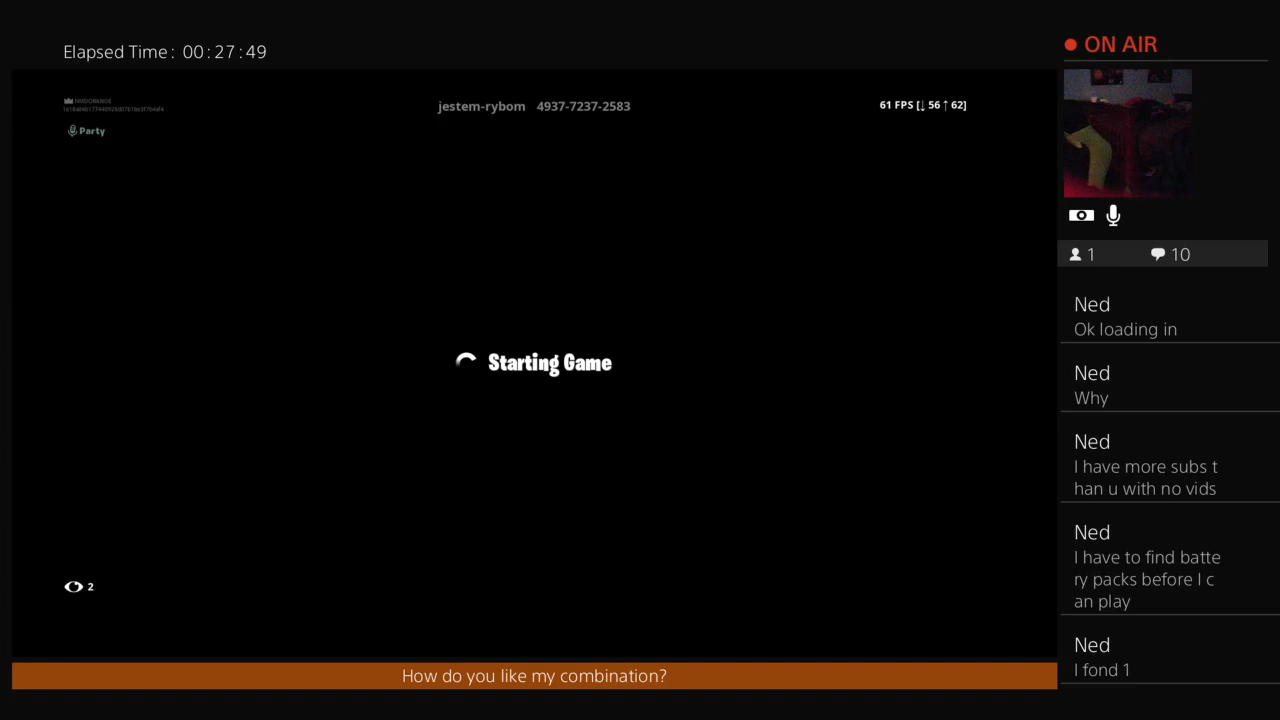 Elapsed Time: 00:27:49
ON AIR
NMDORANGE
jestem-rybom 4937-7237-2583
61 FPS [↓ 56 ↑ 62]
Party
1
10
Ned
Ok loading in
Ned
Why
Ned
I have more subs t
han u with no vids
Ned
I have to find batte
ry packs before I c
an play
Ned
I fond 1
Starting Game
2
How do you like my combination?